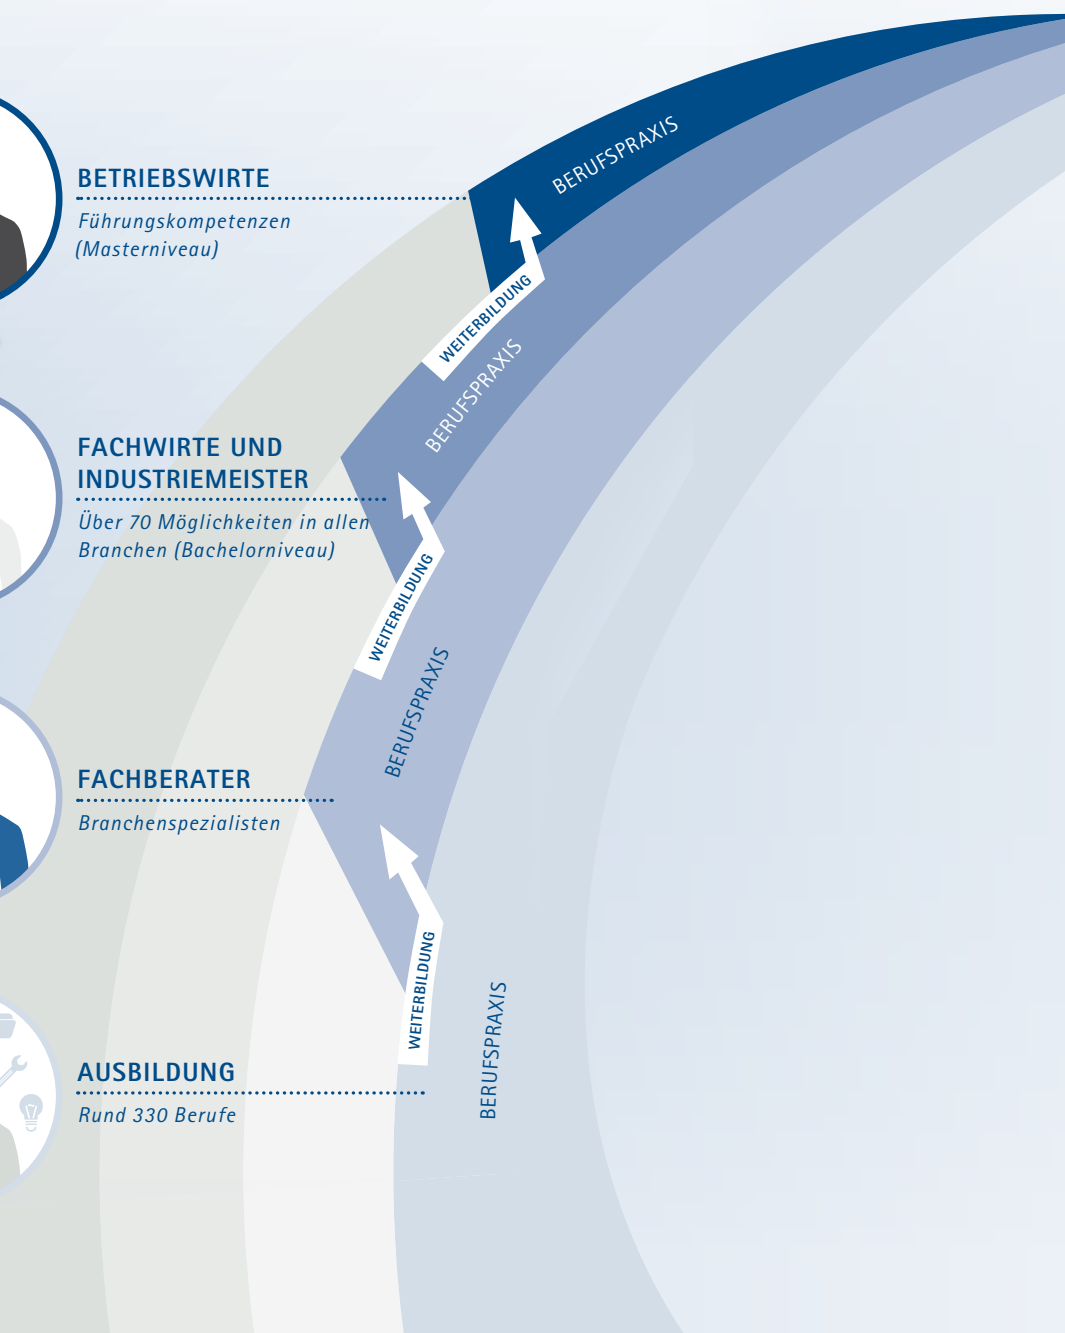 BERUFSPRAXIS
BETRIEBSWIRTE
Führungskompetenzen
(Masterniveau)
WEITERBILDUNG
BERUFSPRAXIS
FACHWIRTE UND
INDUSTRIEMEISTER
Über 70 Möglichkeiten in allen
Branchen (Bachelorniveau)
WEITERBILDUNG
BERUFSPRAXIS
FACHBERATER
Branchenspezialisten
WEITERBILDUNG
BERUFSPRAXIS
AUSBILDUNG
Rund 330 Berufe